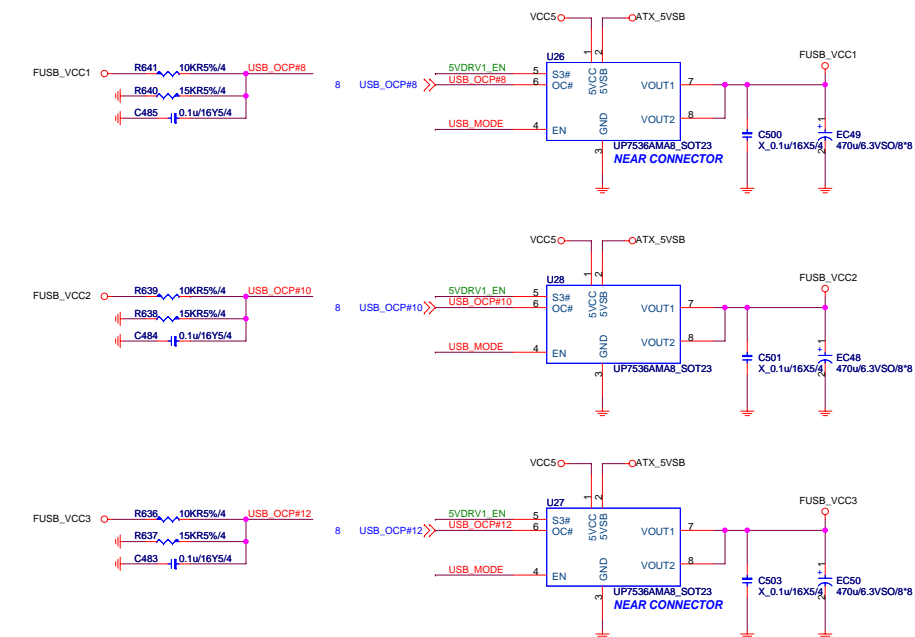 VCC5 ATX_5VSB
FUSB_VCC1 R641 10KR5%/4 USB_OCP#8
R640 15KR5%/4
C485 0.1u/16Y5/4
8 USB_OCP#8
U26
1 2
5VDRV1_EN 5 S3# 5VCC 5VSB
USB_OCP#8 6 OC# VOUT1 7
VOUT2 8
USB_MODE 4 EN GND
3 UP7536AMA8_SOT23
NEAR CONNECTOR
FUSB_VCC1
C500
X_0.1u/16X5/4
+ 1
2
EC49
470u/6.3VSO/8*8
VCC5 ATX_5VSB
FUSB_VCC2 R639 10KR5%/4 USB_OCP#10
R638 15KR5%/4
C484 0.1u/16Y5/4
8 USB_OCP#10
U28
1 2
5VDRV1_EN 5 S3# 5VCC 5VSB
USB_OCP#10 6 OC# VOUT1 7
VOUT2 8
USB_MODE 4 EN GND
3 UP7536AMA8_SOT23
FUSB_VCC2
C501
X_0.1u/16X5/4
+ 1
2
EC48
470u/6.3VSO/8*8
VCC5 ATX_5VSB
FUSB_VCC3 R636 10KR5%/4 USB_OCP#12
R637 15KR5%/4
C483 0.1u/16Y5/4
8 USB_OCP#12
U27
1 2
5VDRV1_EN 5 S3# 5VCC 5VSB
USB_OCP#12 6 OC# VOUT1 7
VOUT2 8
USB_MODE 4 EN GND
3 UP7536AMA8_SOT23
NEAR CONNECTOR
FUSB_VCC3
C503
X_0.1u/16X5/4
+ 1
2
EC50
470u/6.3VSO/8*8